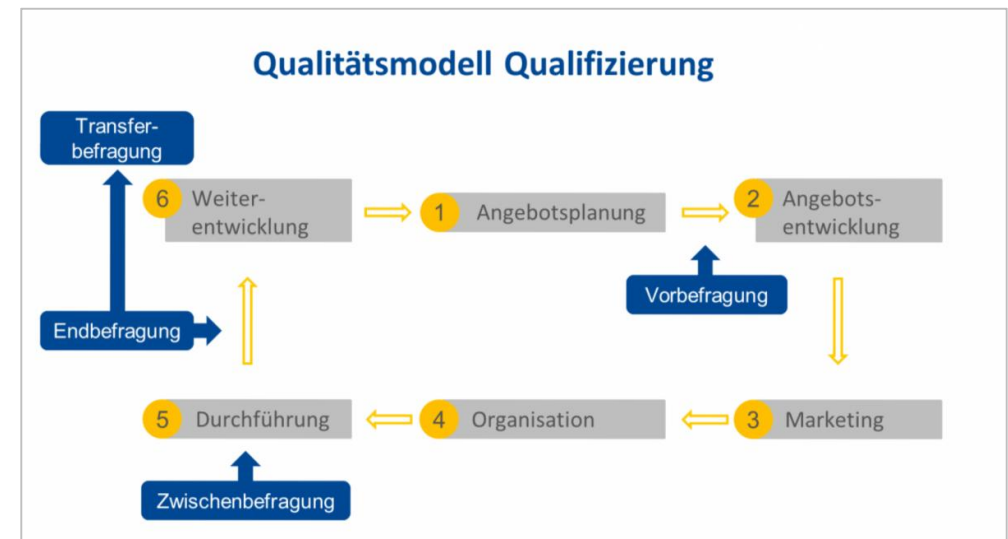 Qualitätsmodell Qualifizierung
Transfer-
befragung
6 Weiter-
entwicklung
1 Angebotsplanung
2 Angebots-
entwicklung
Vorbefragung
Endbefragung
5 Durchführung
4 Organisation
3 Marketing
Zwischenbefragung